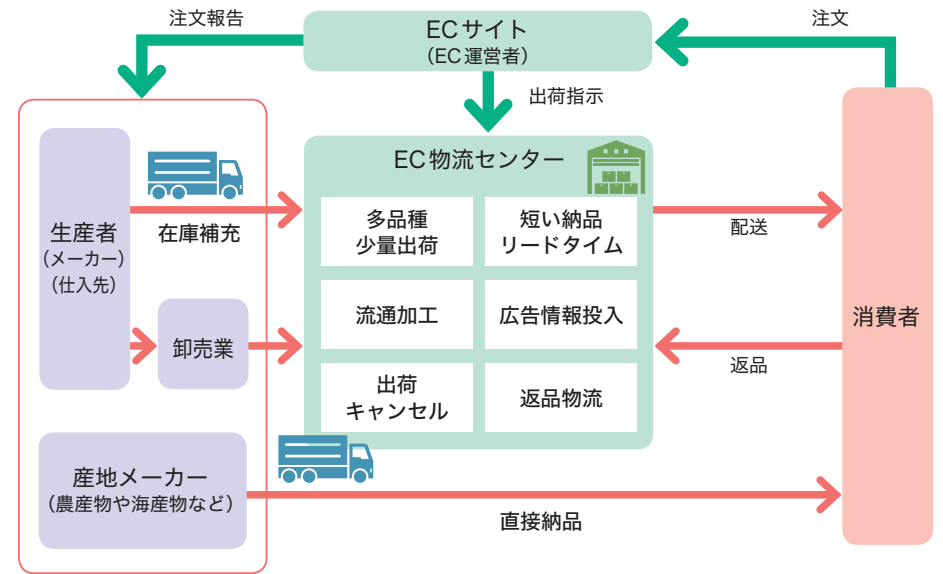 注文報告
ECサイト
（EC運営者）
注文
出荷指示
EC物流センター
多品種
少量出荷
短い納品
リードタイム
流通加工
広告情報投入
出荷
キャンセル
返品物流
生産者
（メーカー）
（仕入先）
在庫補充
卸売業
産地メーカー
（農産物や海産物など）
配送
返品
消費者
直接納品